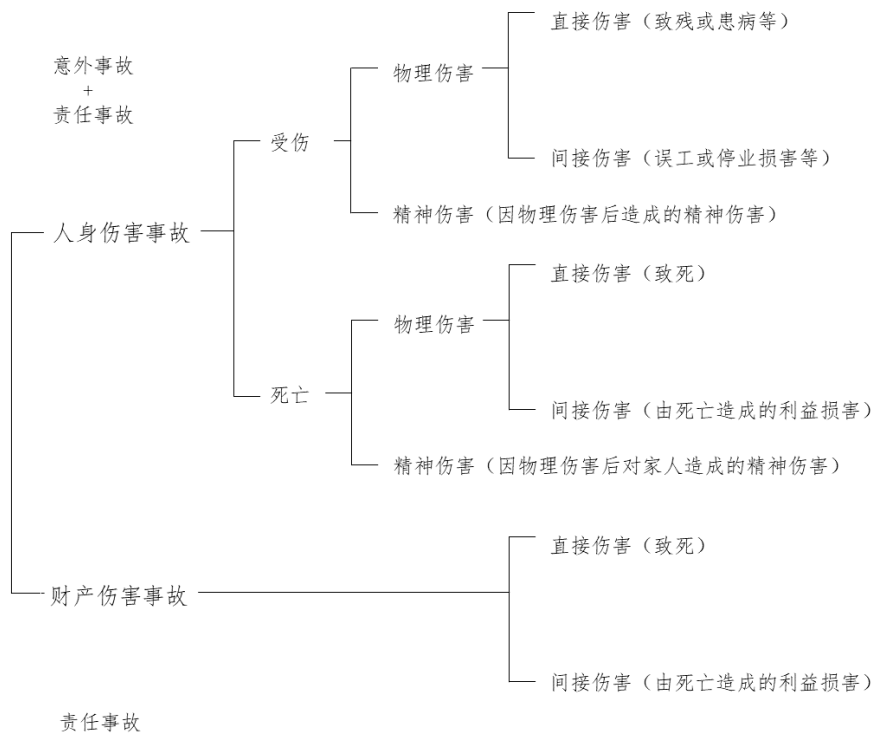 直接伤害（致残或患病等）
意外事故
+
责任事故
物理伤害
受伤
间接伤害（误工或停业损害等）
精神伤害（因物理伤害后造成的精神伤害）
人身伤害事故
直接伤害（致死）
物理伤害
死亡
间接伤害（由死亡造成的利益损害）
精神伤害（因物理伤害后对家人造成的精神伤害）
直接伤害（致死）
财产伤害事故
间接伤害（由死亡造成的利益损害）
责任事故